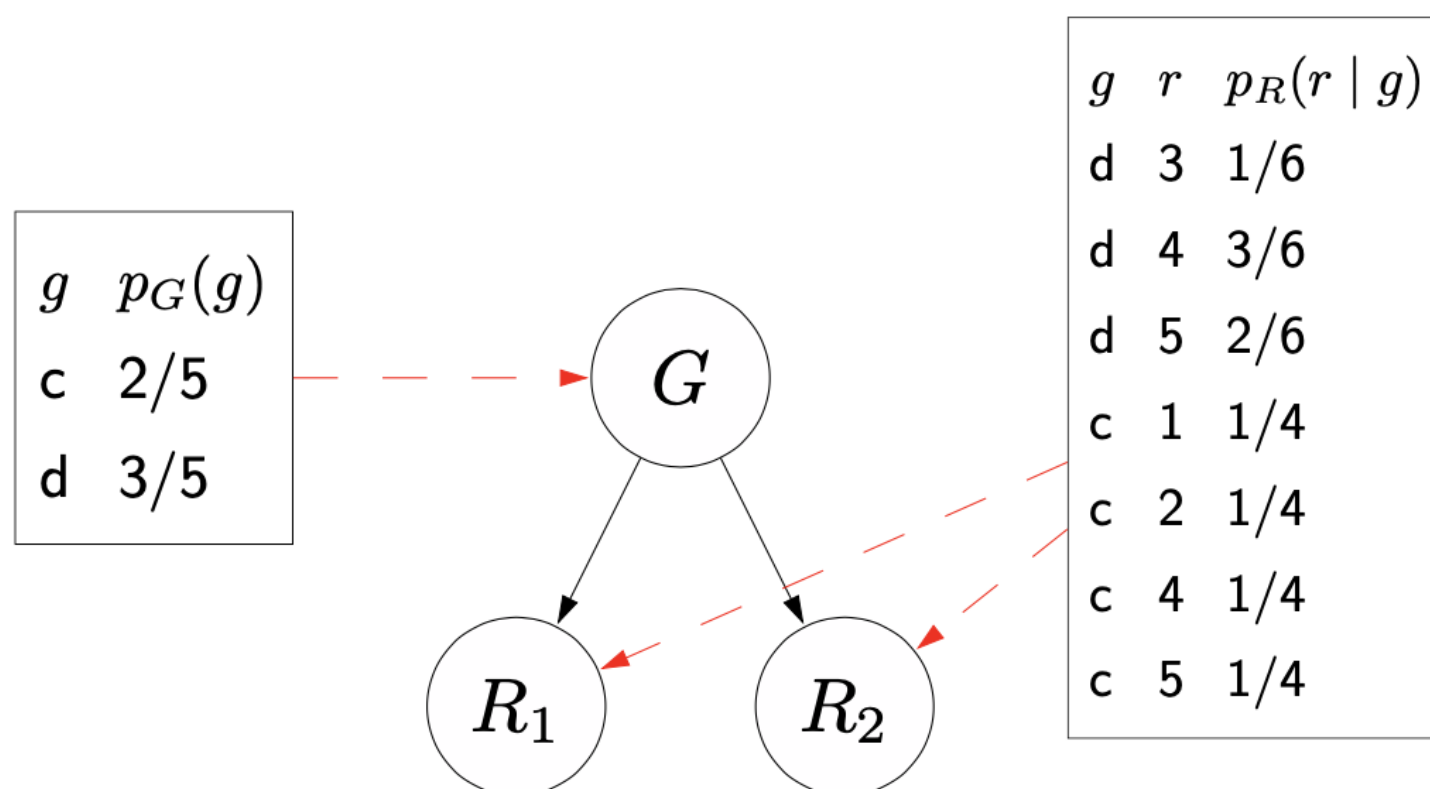 g p_G(g)
c 2/5
d 3/5
G
R_1
R_2
g r p_R(r | g)
d 3 1/6
d 4 3/6
d 5 2/6
c 1 1/4
c 2 1/4
c 4 1/4
c 5 1/4